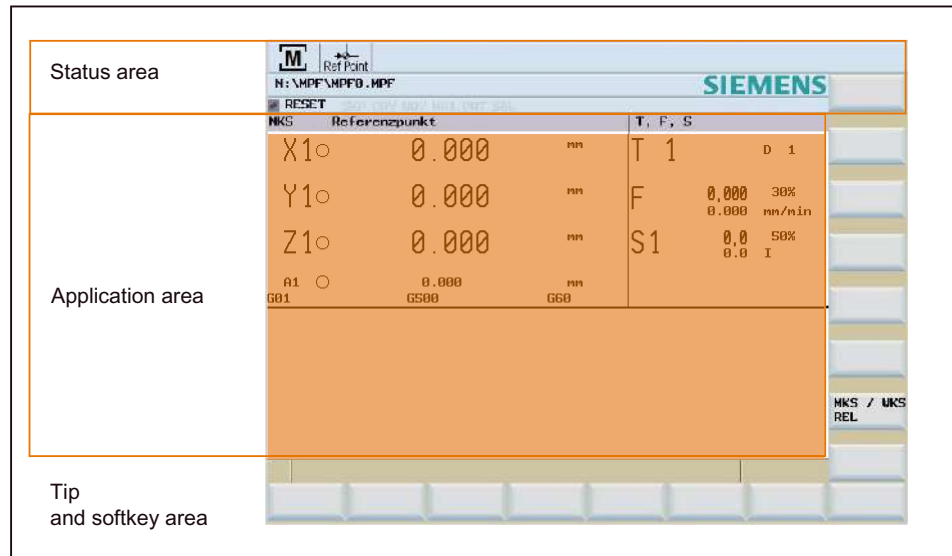 Status area
M
Ref Point
N:\MPF\MPF0.MPF
SIEMENS
RESET
MKS Referenzpunkt T, F, S
X1 0.000 mm T 1 D 1
Y1 0.000 mm F 0,000 30%
0.000 mm/min
Z1 0.000 mm S1 0,0 50%
0.0 I
A1 0.000 mm
G01 G500 G60
Application area
MKS / WKS
REL
Tip
and softkey area